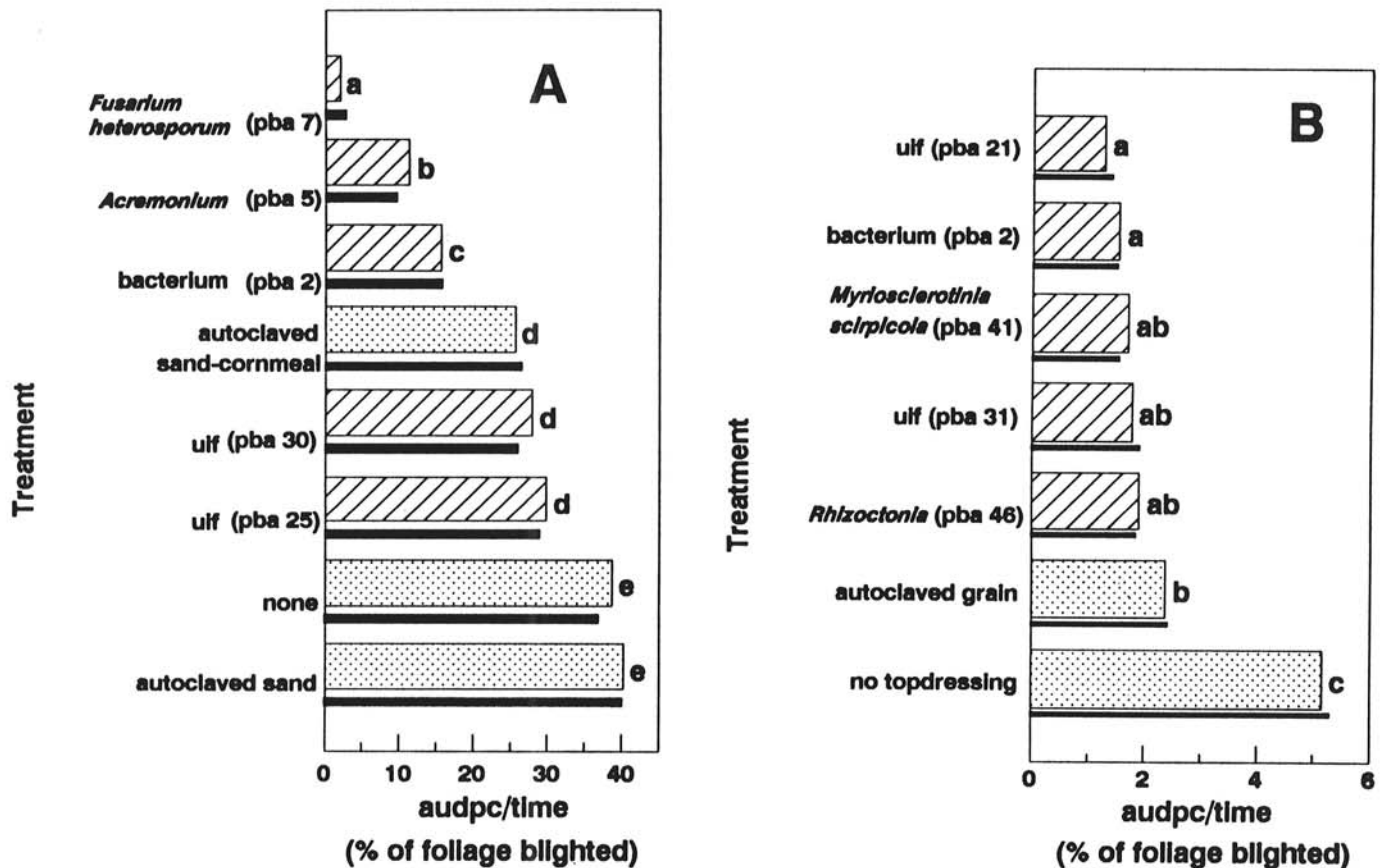 A
Fusarium
heterosporum (pba 7)
a
Acremonium (pba 5)
b
bacterium (pba 2)
c
autoclaved
sand-cornmeal
d
ulf (pba 30)
d
ulf (pba 25)
d
none
e
autoclaved sand
e
Treatment
0 10 20 30 40
audpc/time
(% of foliage blighted)
B
ulf (pba 21)
a
bacterium (pba 2)
a
Myriosclerotinia
scirpicola (pba 41)
ab
ulf (pba 31)
ab
Rhizoctonia (pba 46)
ab
autoclaved grain
b
no topdressing
c
Treatment
0 2 4 6
audpc/time
(% of foliage blighted)